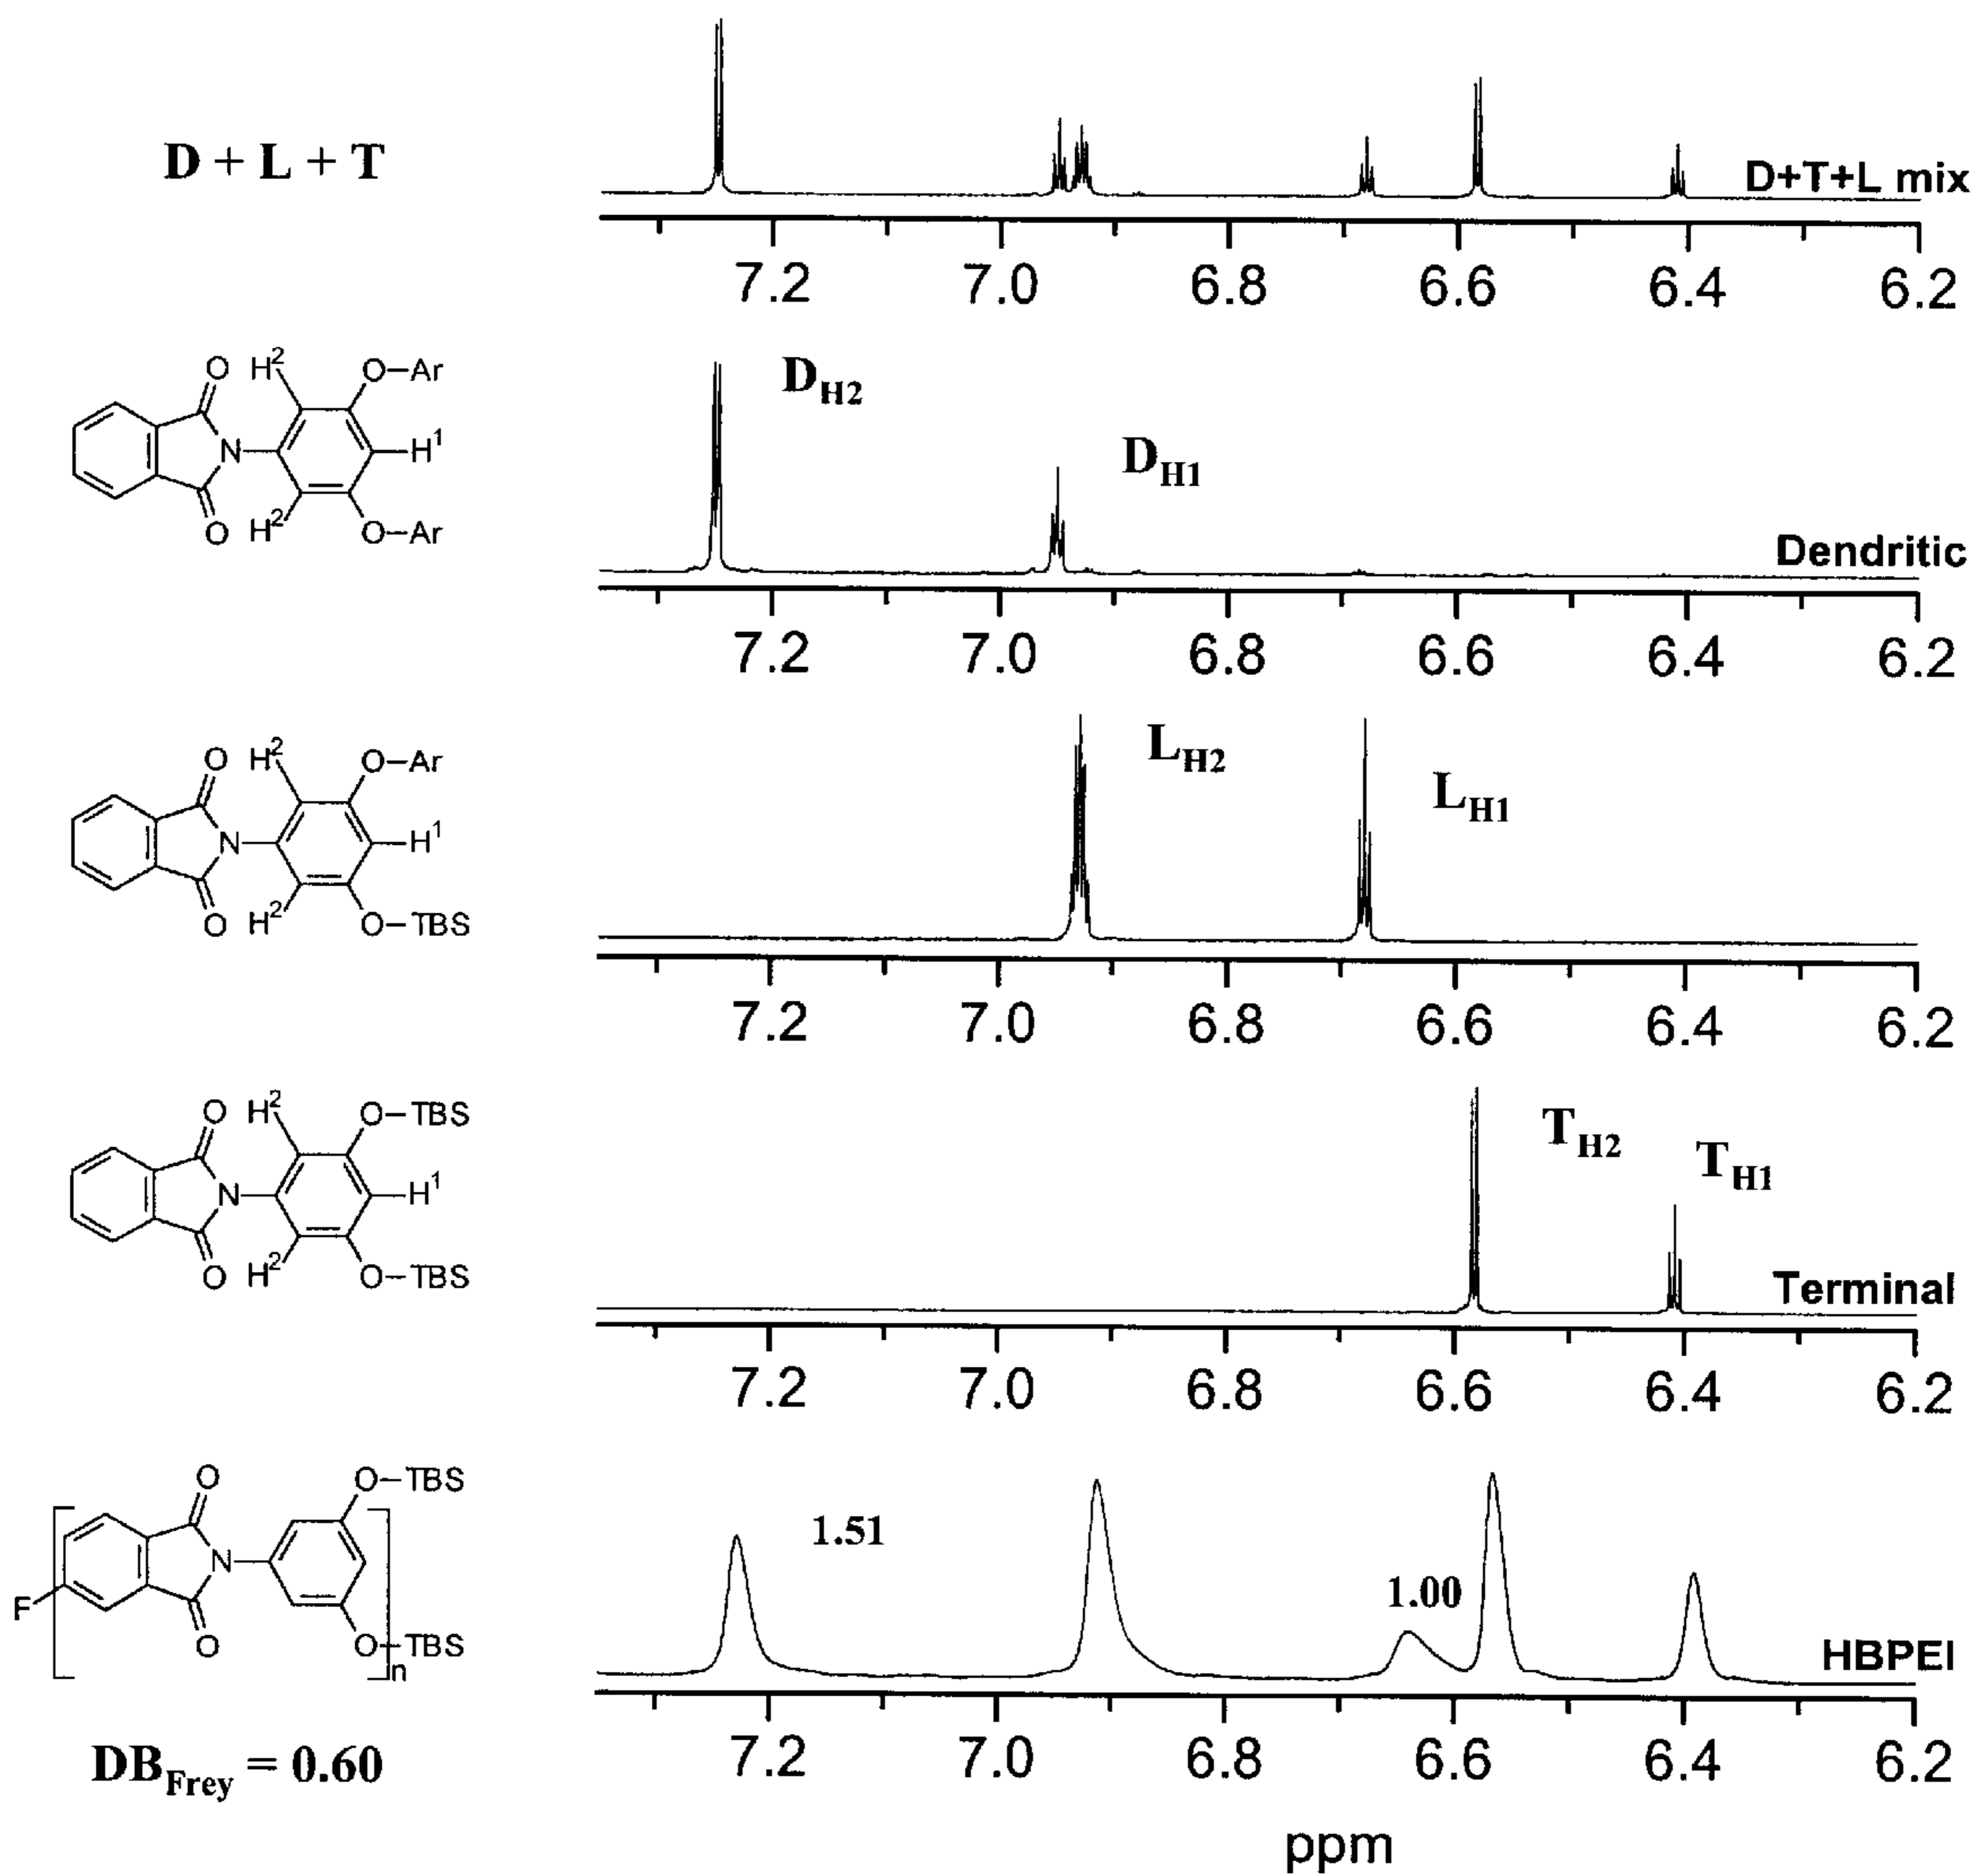 D + L + T
D+T+L mix
7.2 7.0 6.8 6.6 6.4 6.2
O H2 O–Ar
N H1
O H2 O–Ar
DH2
DH1
Dendritic
7.2 7.0 6.8 6.6 6.4 6.2
O H2 O–Ar
N H1
O H2 O–TBS
LH2
LH1
7.2 7.0 6.8 6.6 6.4 6.2
O H2 O–TBS
N H1
O H2 O–TBS
TH2
TH1
Terminal
7.2 7.0 6.8 6.6 6.4 6.2
O O–TBS
N
F
O O–TBS
n
1.51
1.00
HBPEI
7.2 7.0 6.8 6.6 6.4 6.2
DBFrey = 0.60
ppm